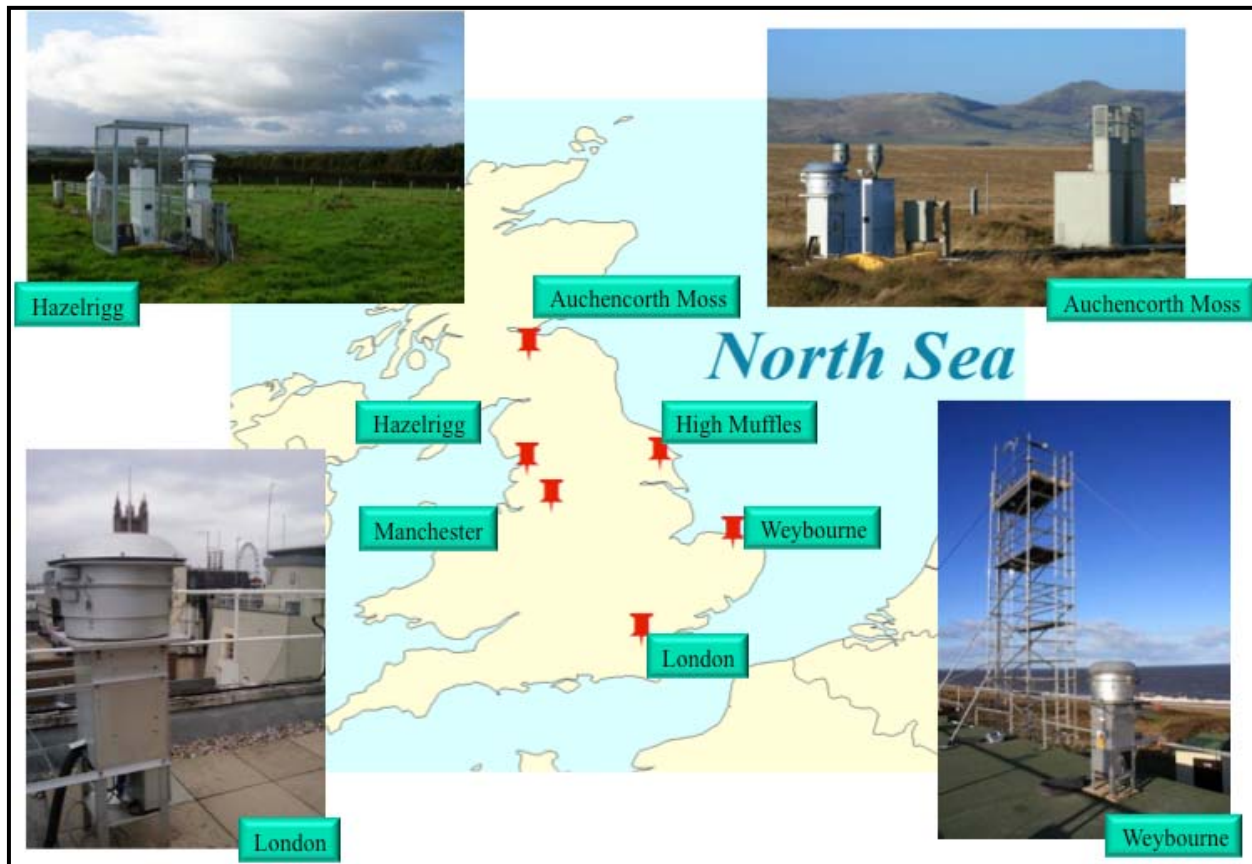 Hazelrigg
Auchencorth Moss
Auchencorth Moss
North Sea
Hazelrigg
High Muffles
Manchester
Weybourne
London
London
Weybourne